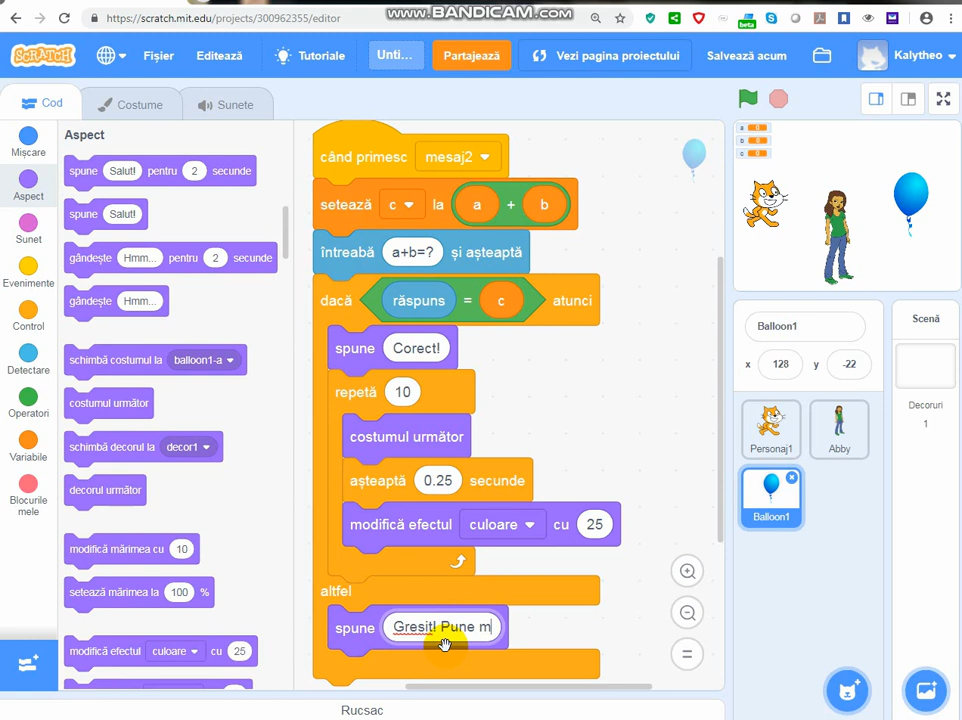 https://scratch.mit.edu/projects/300962355/editor
www.BANDICAM.com
beta
SCRATCH
Fișier
Editează
Tutoriale
Unti...
Partajează
Vezi pagina proiectului
Salvează acum
Kalytheo
Cod
Costume
Sunete
Mișcare
Aspect
Sunet
Evenimente
Control
Detectare
Operatori
Variabile
Blocurile
mele
Aspect
spune Salut! pentru 2 secunde
spune Salut!
gândește Hmm... pentru 2 secunde
gândește Hmm...
schimbă costumul la balloon1-a
costumul următor
schimbă decorul la decor1
decorul următor
modifică mărimea cu 10
setează mărimea la 100 %
modifică efectul culoare cu 25
când primesc mesaj2
setează c la a + b
întreabă a+b=? și așteaptă
dacă răspuns = c atunci
spune Corect!
repetă 10
costumul următor
așteaptă 0.25 secunde
modifică efectul culoare cu 25
altfel
spune Gresit! Pune m
Rucsac
a 0
b 0
c 0
Balloon1
x 128 y -22
Personaj1
Abby
Balloon1
Scenă
Decoruri
1